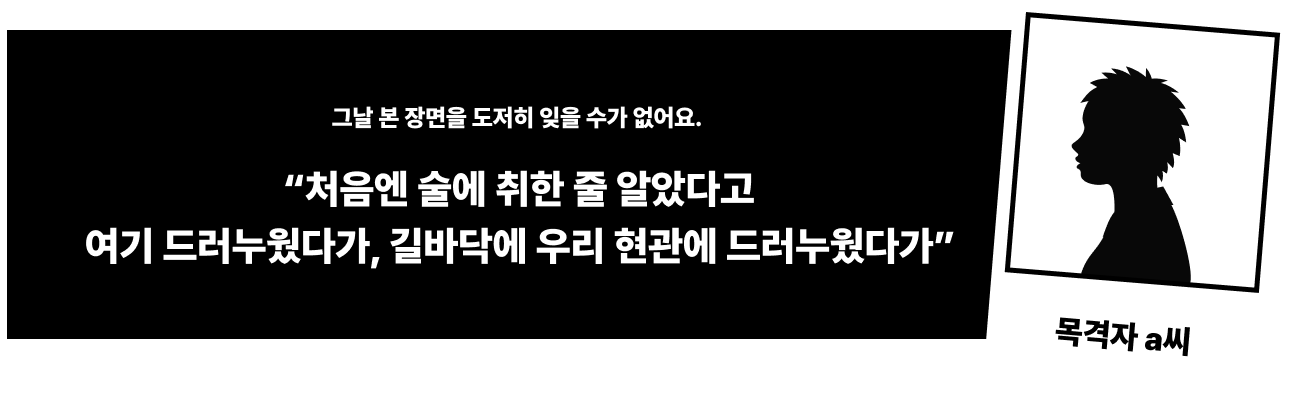 그날 본 장면을 도저히 잊을 수가 없어요.
“처음엔 술에 취한 줄 알았다고
여기 드러누웠다가, 길바닥에 우리 현관에 드러누웠다가”
목격자 a씨